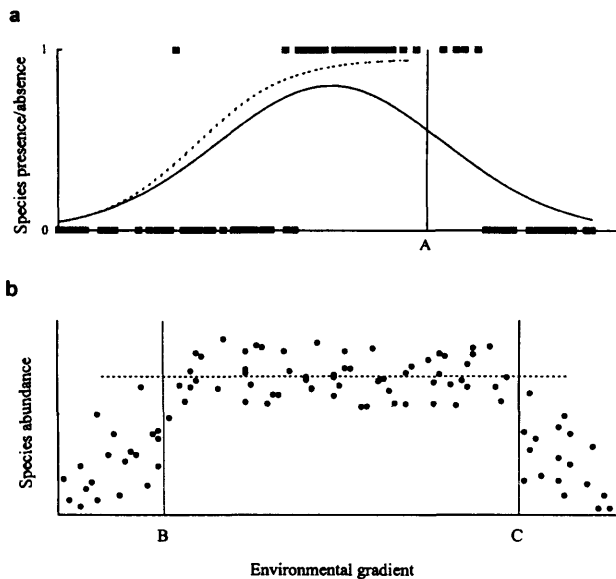 a
1
Species presence/absence
0
A
b
Species abundance
B
C
Environmental gradient